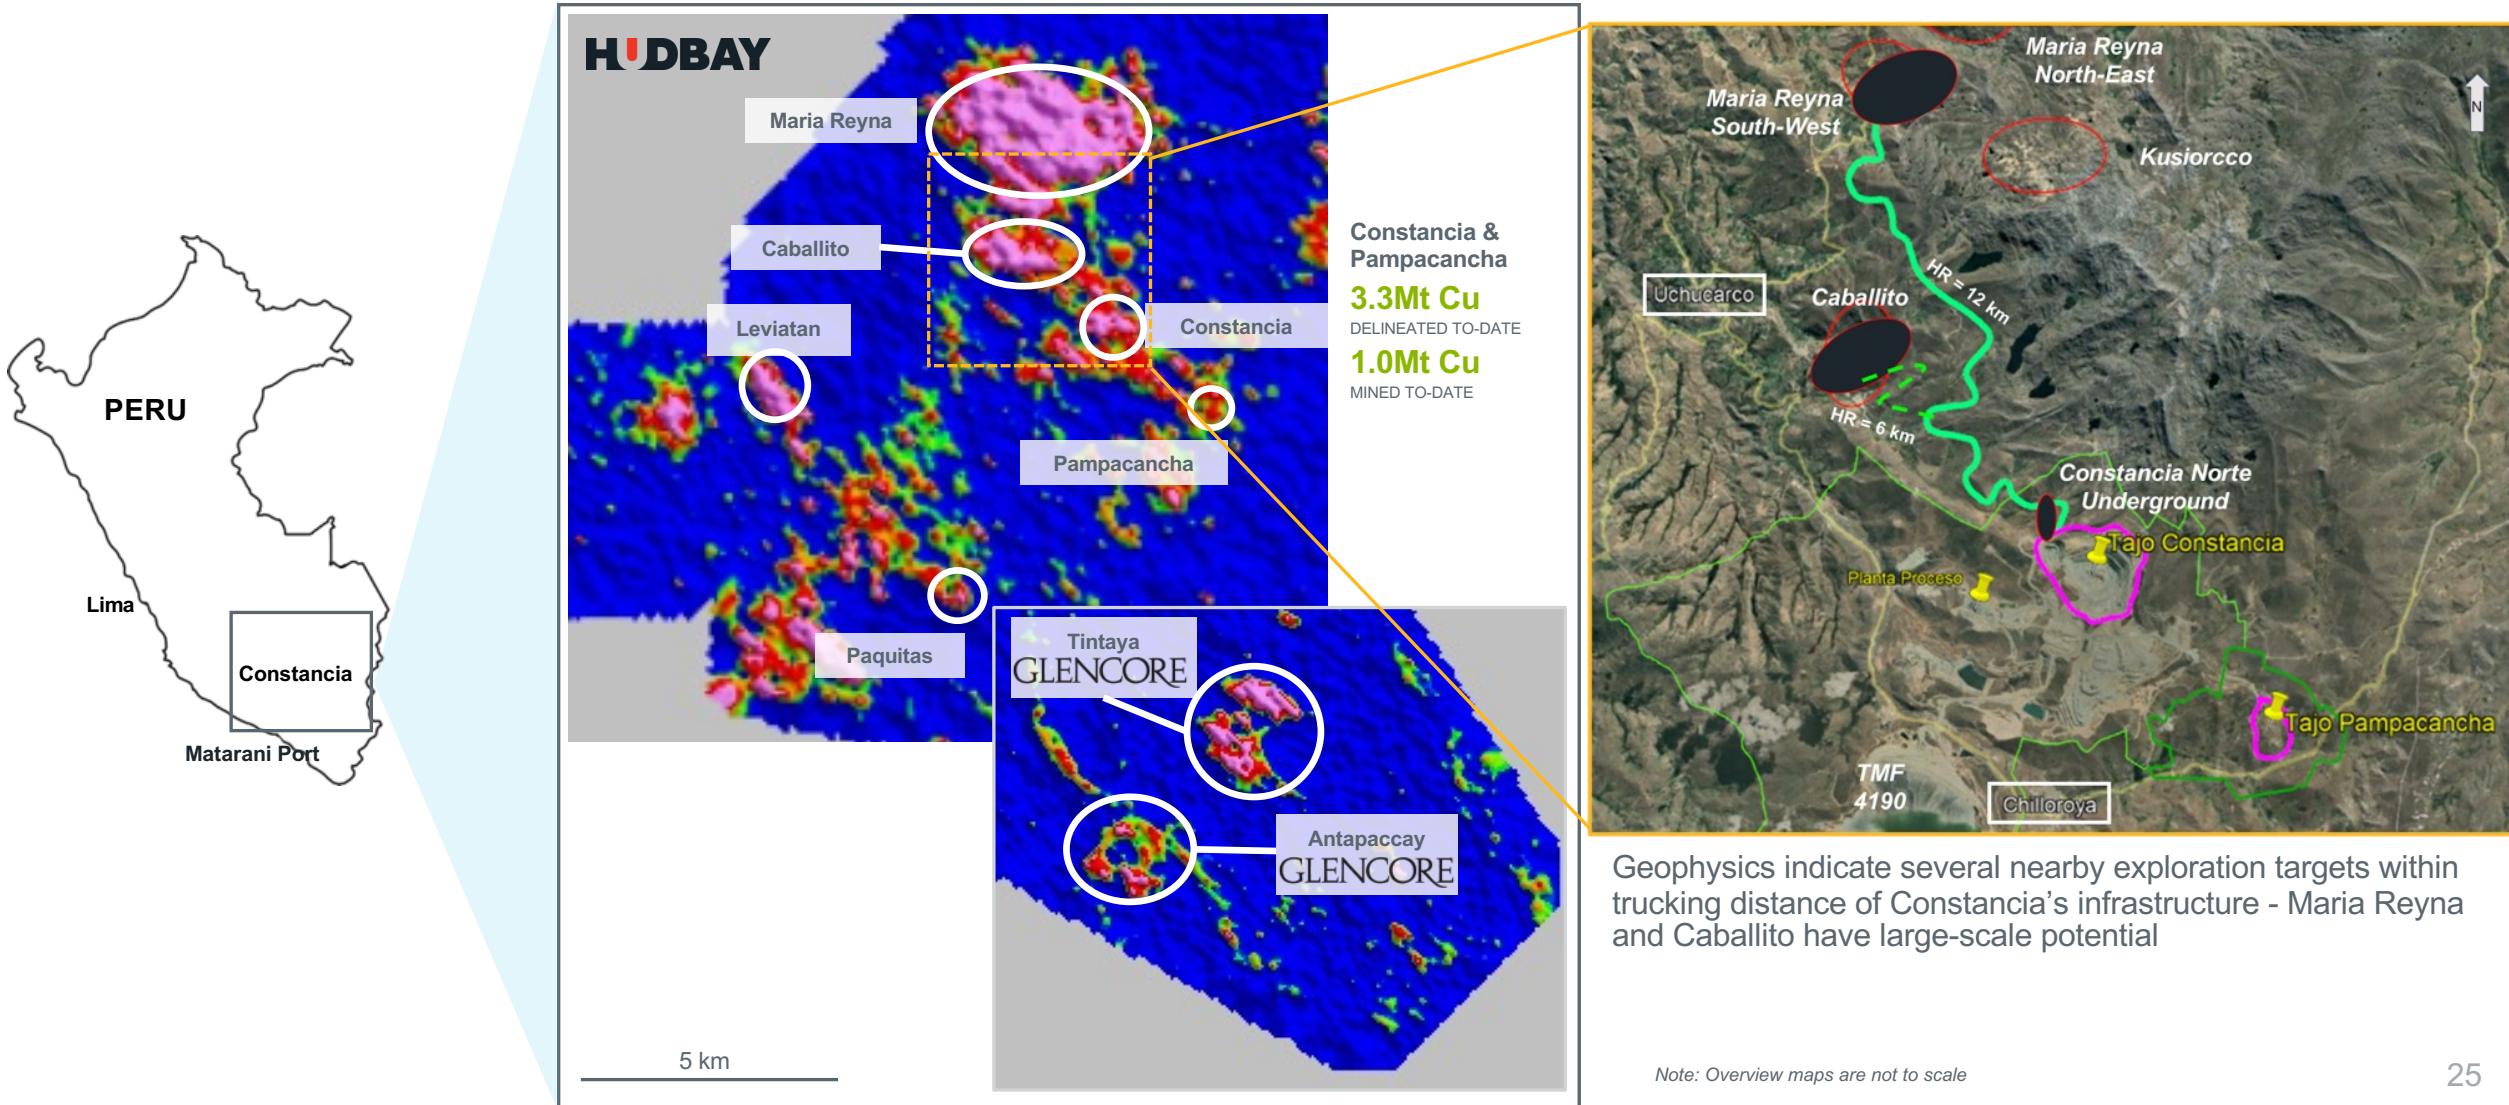 PERU
Lima
Constancia
Matarani Port
HUDBAY
Maria Reyna
Caballito
Leviatan
Constancia
Pampacancha
Paquitas
Tintaya
GLENCORE
Antapaccay
GLENCORE
5 km
Constancia &
Pampacancha
3.3Mt Cu
DELINEATED TO-DATE
1.0Mt Cu
MINED TO-DATE
Maria Reyna
North-East
Maria Reyna
South-West
N
Kusiorcco
Uchucarco
HR = 12 km
Caballito
HR = 6 km
Constancia Norte
Underground
Tajo Constancia
Planta Proceso
Tajo Pampacancha
TMF
4190
Chilloroya
Geophysics indicate several nearby exploration targets within
trucking distance of Constancia’s infrastructure - Maria Reyna
and Caballito have large-scale potential
Note: Overview maps are not to scale
25